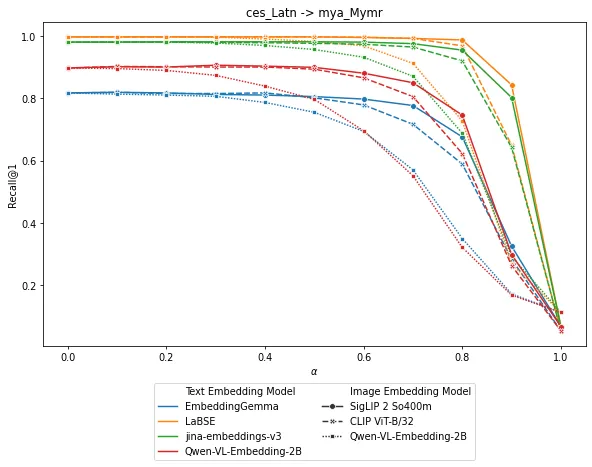 ces_Latn -> mya_Mymr
Recall@1
1.0
0.8
0.6
0.4
0.2
0.0 0.2 0.4 0.6 0.8 1.0
α
Text Embedding Model
EmbeddingGemma
LaBSE
jina-embeddings-v3
Qwen-VL-Embedding-2B
Image Embedding Model
SigLIP 2 So400m
CLIP ViT-B/32
Qwen-VL-Embedding-2B